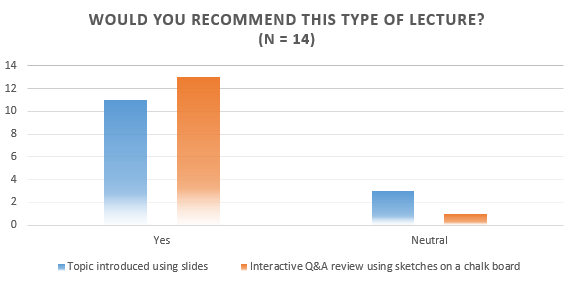 WOULD YOU RECOMMEND THIS TYPE OF LECTURE?
(N = 14)
14
12
10
8
6
4
2
0
Yes
Neutral
Topic introduced using slides
Interactive Q&A review using sketches on a chalk board